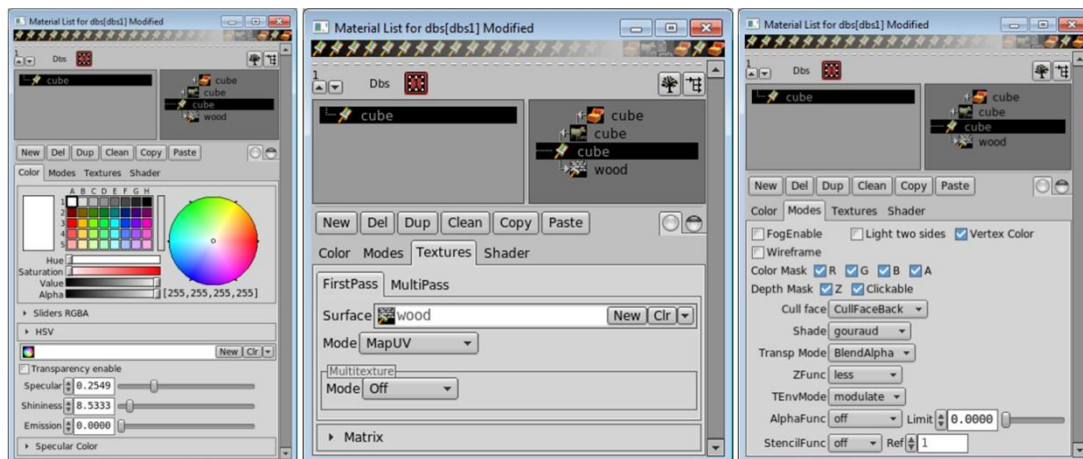 Material List for dbs[dbs1] Modified
1
Dbs
cube
cube
cube
cube
wood
New Del Dup Clean Copy Paste
Color Modes Textures Shader
A B C D E F G H
1
2
3
4
5
Hue
Saturation
Value
Alpha [255,255,255,255]
Sliders RGBA
HSV
New Clr
Transparency enable
Specular 0.2549
Shininess 8.5333
Emission 0.0000
Specular Color
Material List for dbs[dbs1] Modified
1
Dbs
cube
cube
cube
cube
wood
New Del Dup Clean Copy Paste
Color Modes Textures Shader
FirstPass MultiPass
Surface wood New Clr
Mode MapUV
Multitexture
Mode Off
Matrix
Material List for dbs[dbs1] Modified
1
Dbs
cube
cube
cube
cube
wood
New Del Dup Clean Copy Paste
Color Modes Textures Shader
FogEnable Light two sides Vertex Color
Wireframe
Color Mask R G B A
Depth Mask Z Clickable
Cull face CullFaceBack
Shade gouraud
Transp Mode BlendAlpha
ZFunc less
TEnvMode modulate
AlphaFunc off Limit 0.0000
StencilFunc off Ref 1